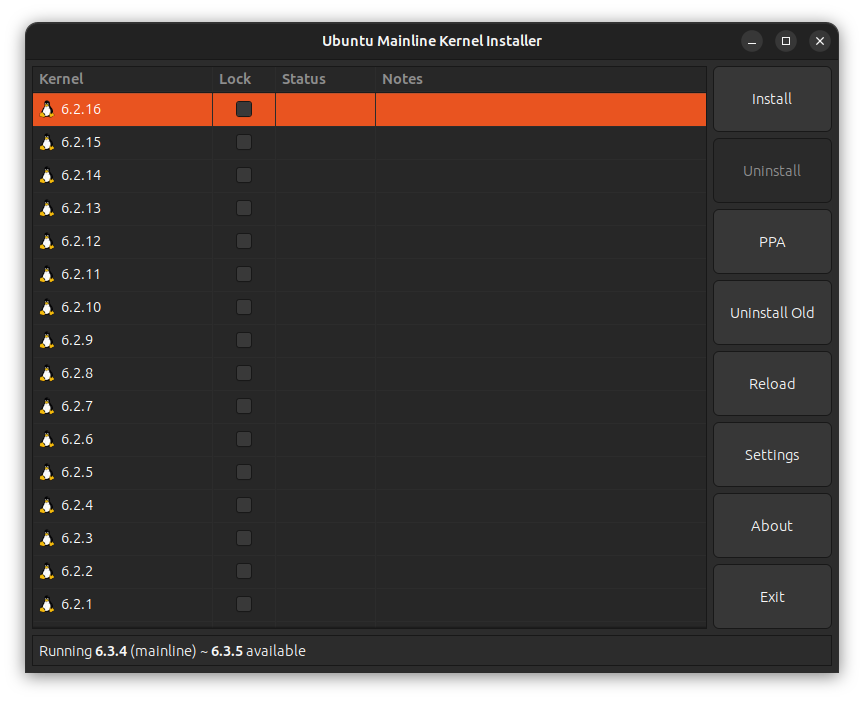 Ubuntu Mainline Kernel Installer
Kernel Lock Status Notes
6.2.16
6.2.15
6.2.14
6.2.13
6.2.12
6.2.11
6.2.10
6.2.9
6.2.8
6.2.7
6.2.6
6.2.5
6.2.4
6.2.3
6.2.2
6.2.1
Install
Uninstall
PPA
Uninstall Old
Reload
Settings
About
Exit
Running 6.3.4 (mainline) ~ 6.3.5 available